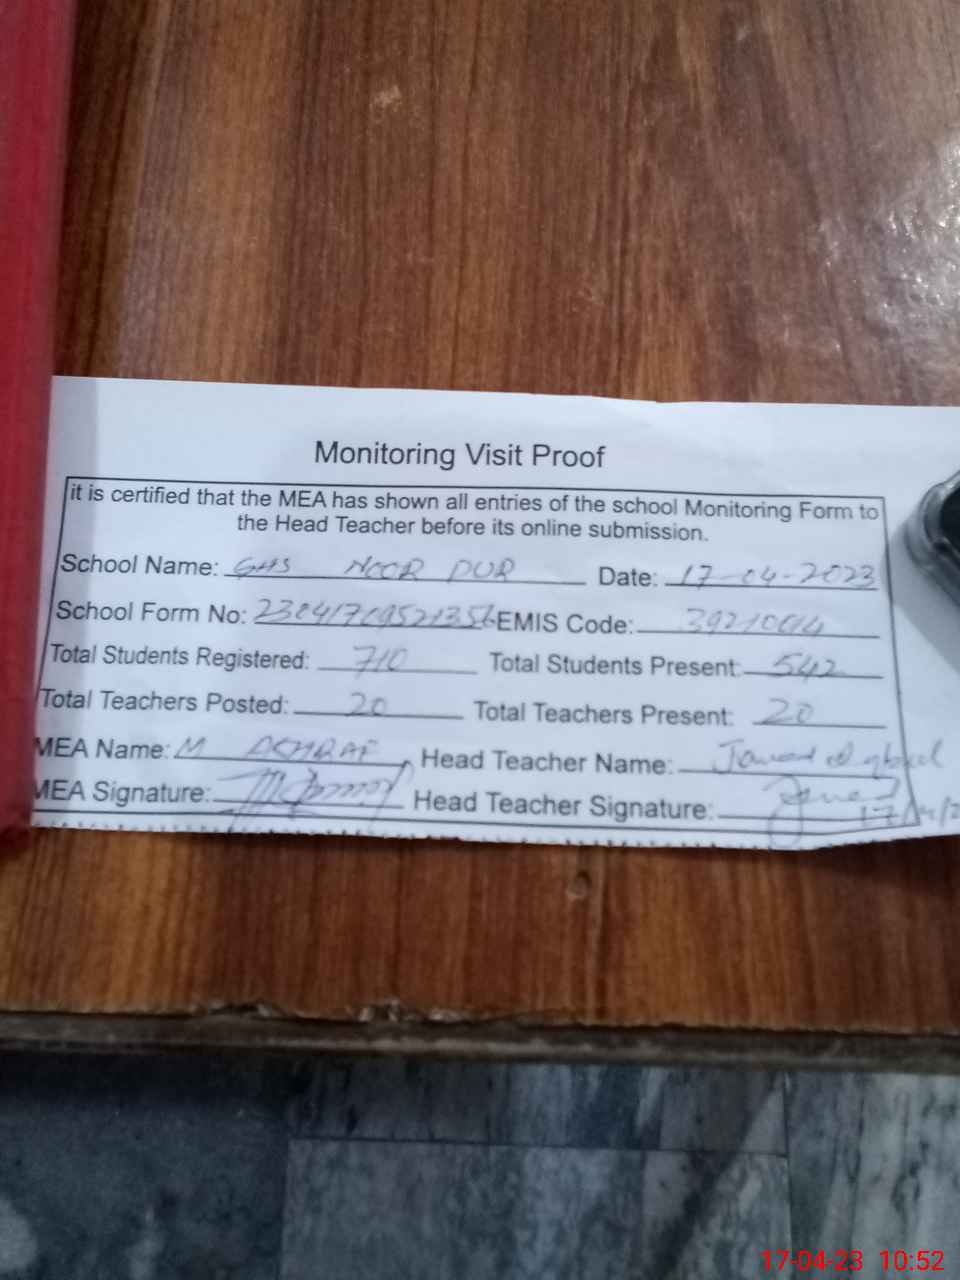 Monitoring Visit Proof
it is certified that the MEA has shown all entries of the school Monitoring Form to
the Head Teacher before its online submission.
School Name: GHS NOOR PUR Date: 17-04-2023
School Form No: EMIS Code:
Total Students Registered: 710 Total Students Present: 542
Total Teachers Posted: 20 Total Teachers Present: 20
MEA Name: M ASHRAF Head Teacher Name:
MEA Signature: Head Teacher Signature:
17-04-23 10:52